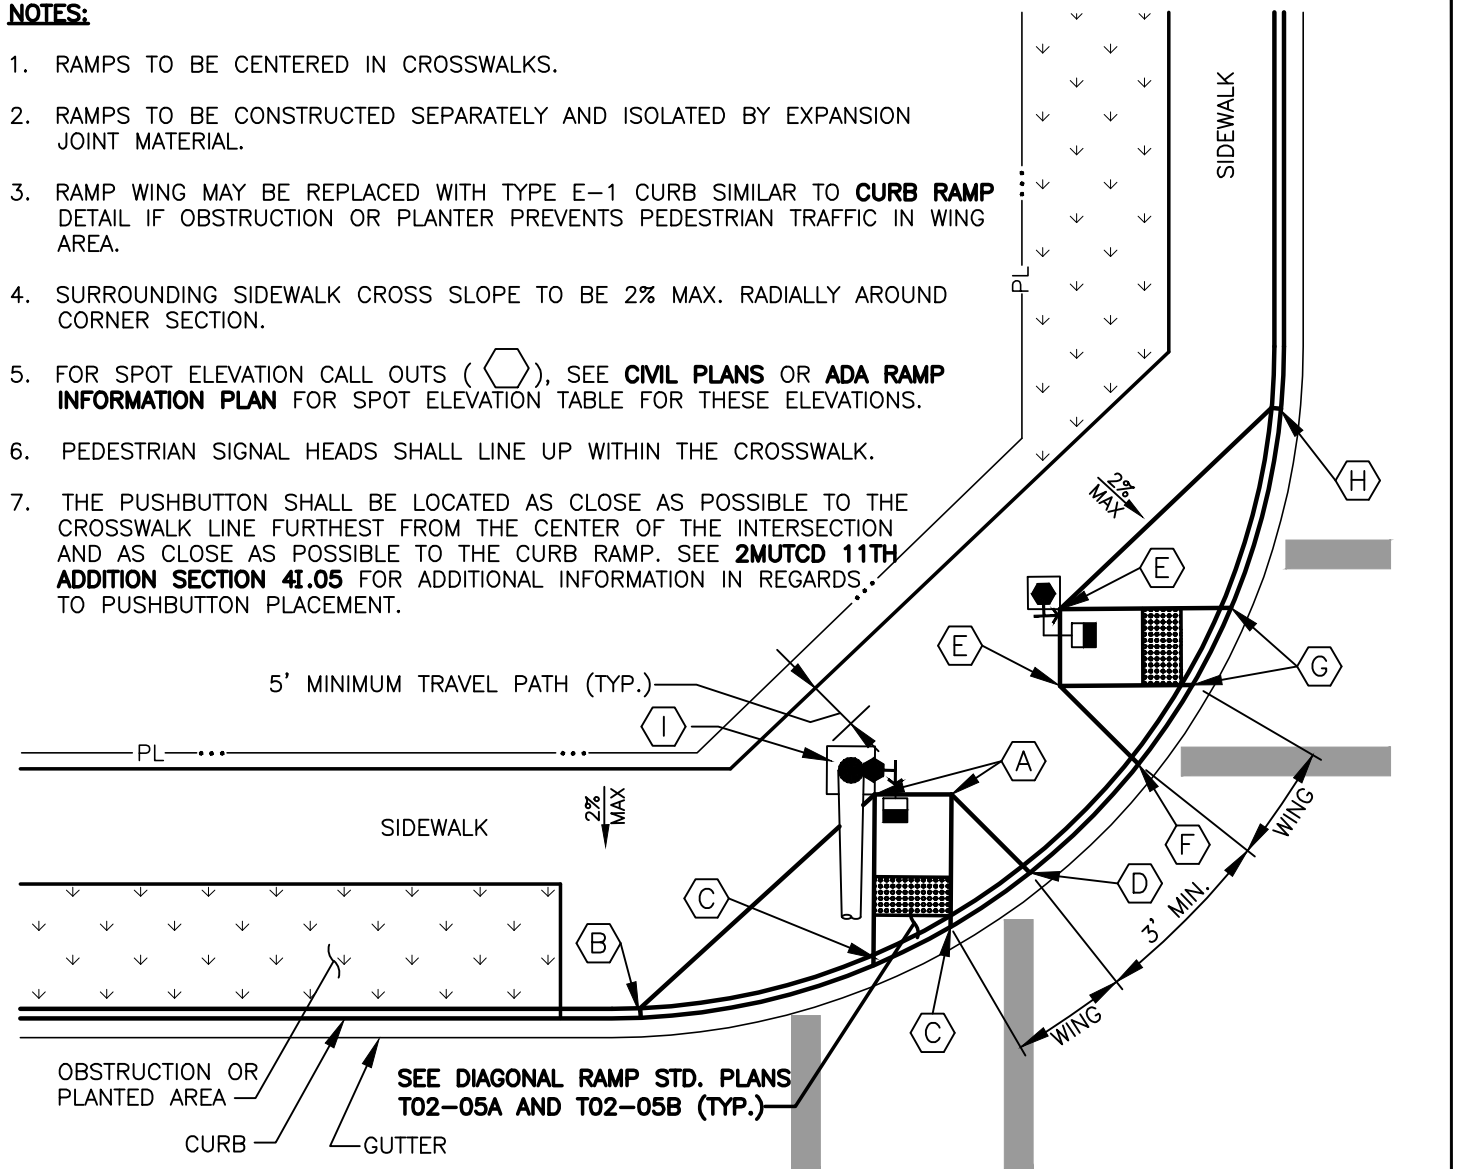 NOTES:
1. RAMPS TO BE CENTERED IN CROSSWALKS.
2. RAMPS TO BE CONSTRUCTED SEPARATELY AND ISOLATED BY EXPANSION
JOINT MATERIAL.
3. RAMP WING MAY BE REPLACED WITH TYPE E-1 CURB SIMILAR TO CURB RAMP
DETAIL IF OBSTRUCTION OR PLANTER PREVENTS PEDESTRIAN TRAFFIC IN WING
AREA.
4. SURROUNDING SIDEWALK CROSS SLOPE TO BE 2% MAX. RADIALLY AROUND
CORNER SECTION.
5. FOR SPOT ELEVATION CALL OUTS ( ), SEE CIVIL PLANS OR ADA RAMP
INFORMATION PLAN FOR SPOT ELEVATION TABLE FOR THESE ELEVATIONS.
6. PEDESTRIAN SIGNAL HEADS SHALL LINE UP WITHIN THE CROSSWALK.
7. THE PUSHBUTTON SHALL BE LOCATED AS CLOSE AS POSSIBLE TO THE
CROSSWALK LINE FURTHEST FROM THE CENTER OF THE INTERSECTION
AND AS CLOSE AS POSSIBLE TO THE CURB RAMP. SEE 2MUTCD 11TH
ADDITION SECTION 4I.05 FOR ADDITIONAL INFORMATION IN REGARDS
TO PUSHBUTTON PLACEMENT.
SIDEWALK
PL
H
2%
MAX
E
E
G
5' MINIMUM TRAVEL PATH (TYP.)
I
PL
A
2%
MAX
SIDEWALK
WING
F
D
C
3' MIN.
B
C
WING
OBSTRUCTION OR
PLANTED AREA
SEE DIAGONAL RAMP STD. PLANS
T02-05A AND T02-05B (TYP.)
CURB
GUTTER